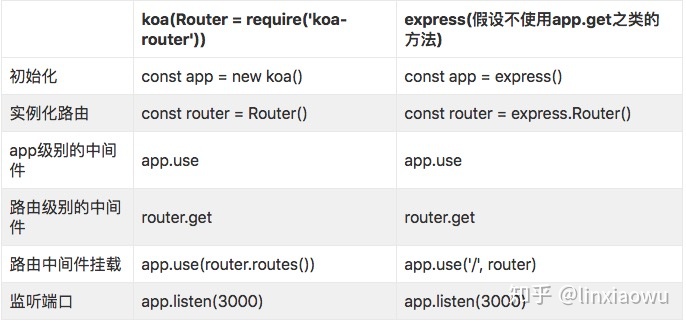 koa(Router = require('koa-
router'))
express(假设不使用app.get之类的
方法)
初始化
const app = new koa()
const app = express()
实例化路由
const router = Router()
const router = express.Router()
app级别的中间
件
app.use
app.use
路由级别的中间
件
router.get
router.get
路由中间件挂载
app.use(router.routes())
app.use('/', router)
监听端口
app.listen(3000)
app.listen(3000)
知乎 @linxiaowu